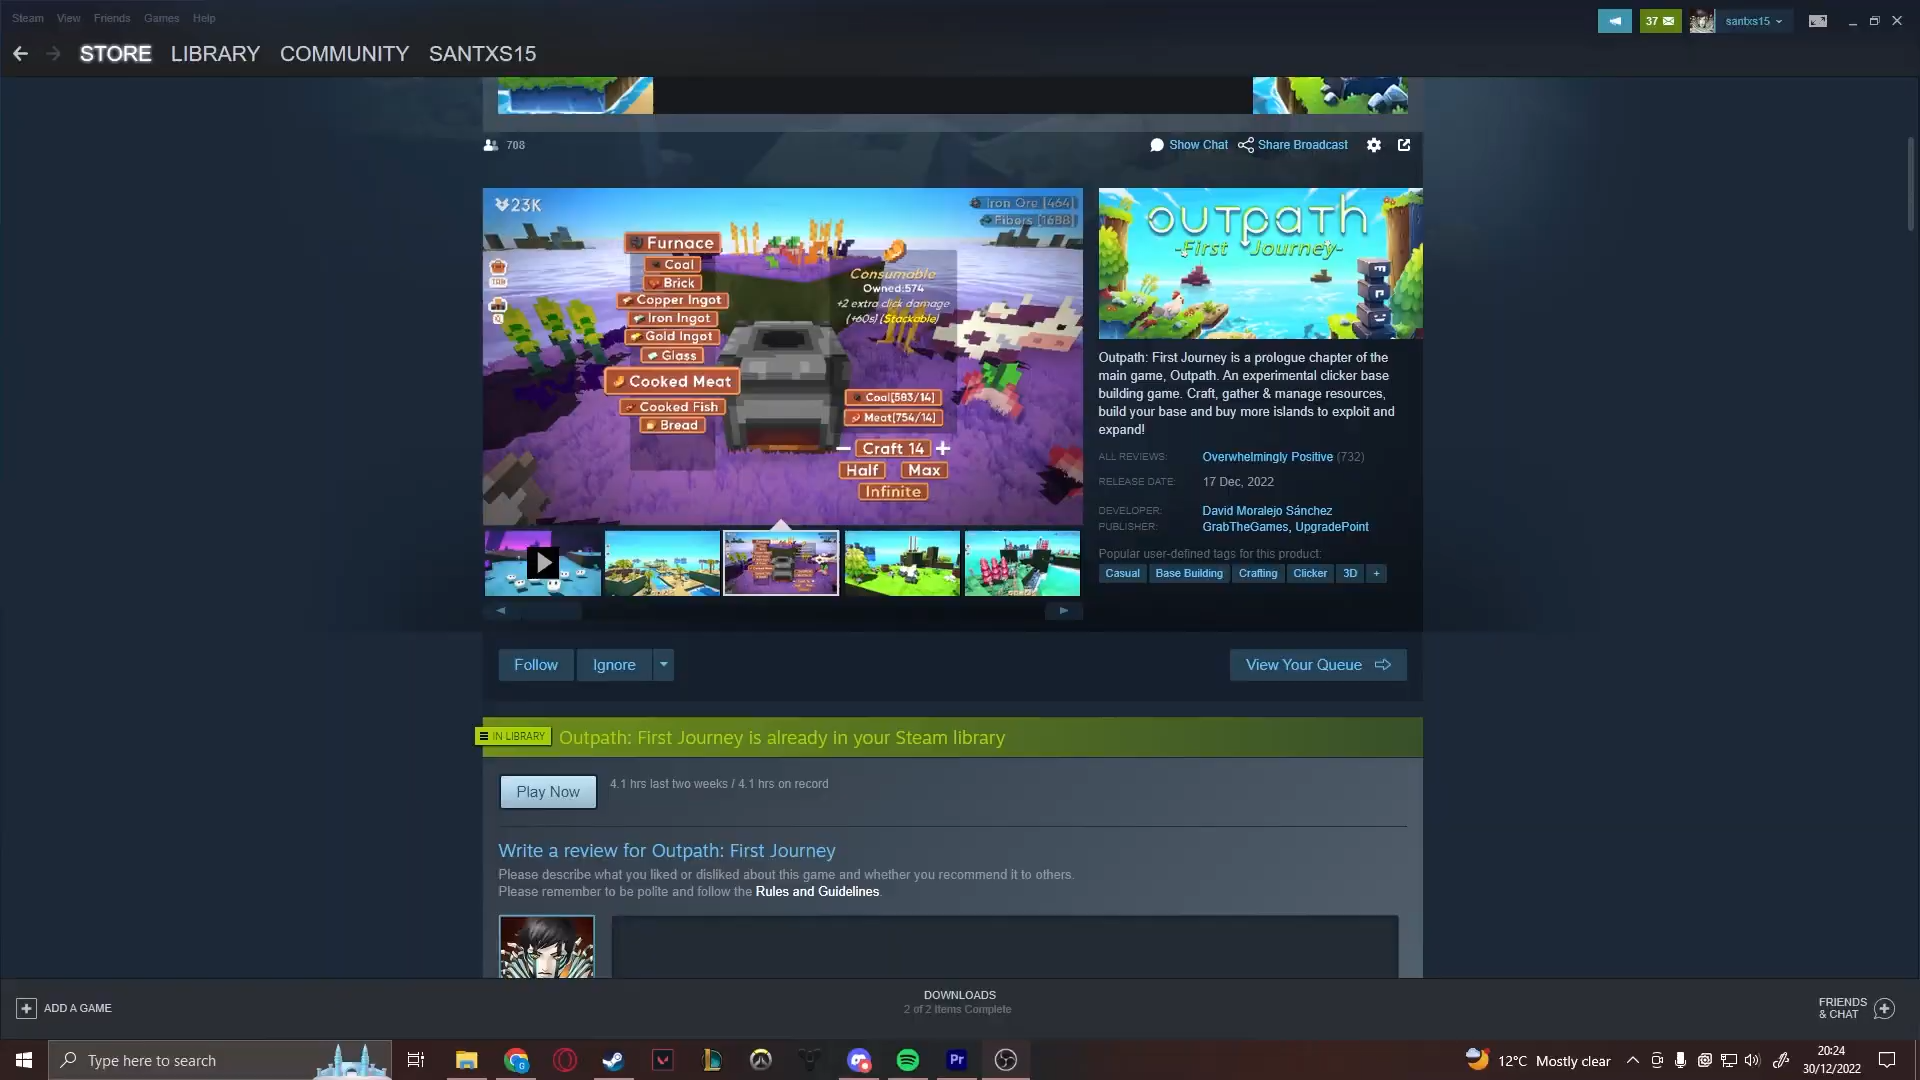 Steam View Friends Games Help
37
santxs15
STORE LIBRARY COMMUNITY SANTXS15
708
Show Chat
Share Broadcast
23K
Iron Ore [464]
Fibers [1688]
Furnace
Coal
Brick
Copper Ingot
Iron Ingot
Gold Ingot
Glass
Cooked Meat
Cooked Fish
Bread
TAB
Q
Consumable
Owned:574
+2 extra click damage
(+60s) (Stackable)
Coal[583/14]
Meat[754/14]
− Craft 14 +
Half
Max
Infinite
OUTPATH
-First Journey-
Outpath: First Journey is a prologue chapter of the
main game, Outpath. An experimental clicker base
building game. Craft, gather & manage resources,
build your base and buy more islands to exploit and
expand!
ALL REVIEWS: Overwhelmingly Positive (732)
RELEASE DATE: 17 Dec, 2022
DEVELOPER: David Moralejo Sánchez
PUBLISHER: GrabTheGames, UpgradePoint
Popular user-defined tags for this product:
Casual Base Building Crafting Clicker 3D +
Follow
Ignore
View Your Queue
IN LIBRARY
Outpath: First Journey is already in your Steam library
Play Now
4.1 hrs last two weeks / 4.1 hrs on record
Write a review for Outpath: First Journey
Please describe what you liked or disliked about this game and whether you recommend it to others.
Please remember to be polite and follow the Rules and Guidelines.
ADD A GAME
DOWNLOADS
2 of 2 Items Complete
FRIENDS
& CHAT
Type here to search
Pr
12°C Mostly clear
20:24
30/12/2022